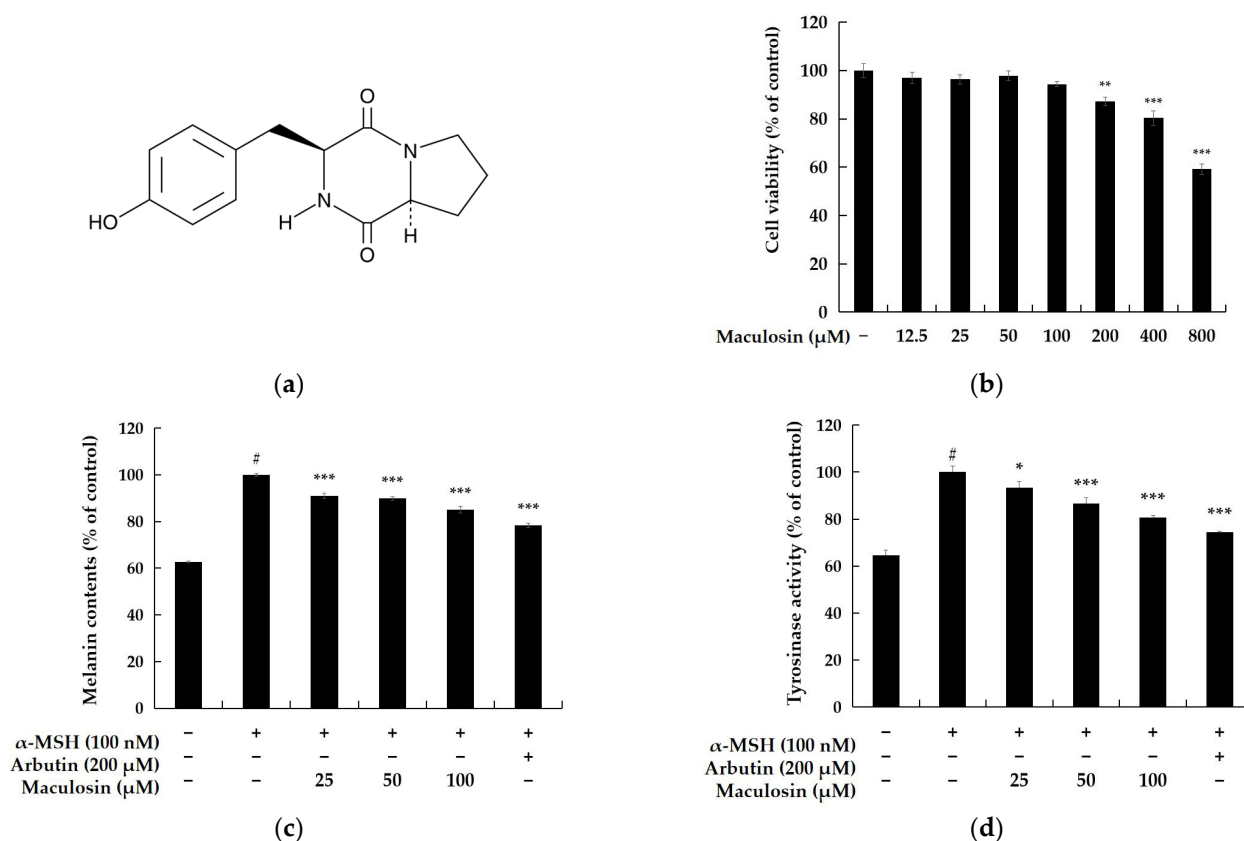 O
N
N
H
H
O
HO
(a)
Cell viability (% of control)
120
100
80
60
40
20
0
** *** ***
Maculosin (μM) – 12.5 25 50 100 200 400 800
(b)
Melanin contents (% of control)
120
100
80
60
40
20
0
# *** *** *** ***
α-MSH (100 nM) – + + + + +
Arbutin (200 μM) – – – – – +
Maculosin (μM) – – 25 50 100 –
(c)
Tyrosinase activity (% of control)
120
100
80
60
40
20
0
# * *** *** ***
α-MSH (100 nM) – + + + + +
Arbutin (200 μM) – – – – – +
Maculosin (μM) – – 25 50 100 –
(d)